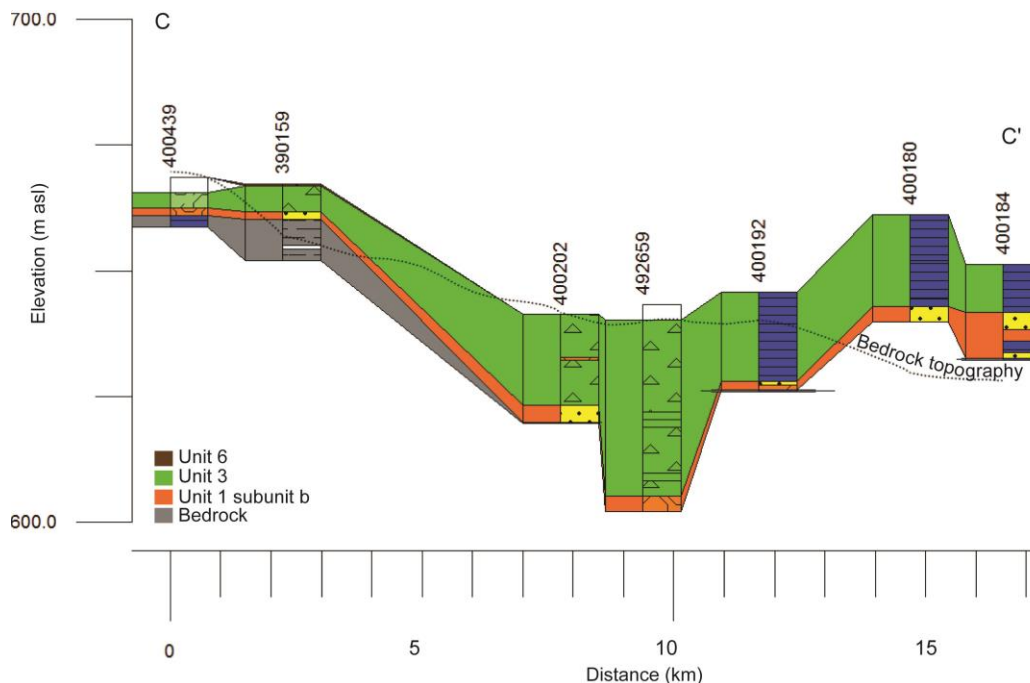 700.0
C
C'
400439
390159
400202
492659
400192
400180
400184
Elevation (m asl)
Bedrock topography
Unit 6
Unit 3
Unit 1 subunit b
Bedrock
600.0
0
5
10
15
Distance (km)